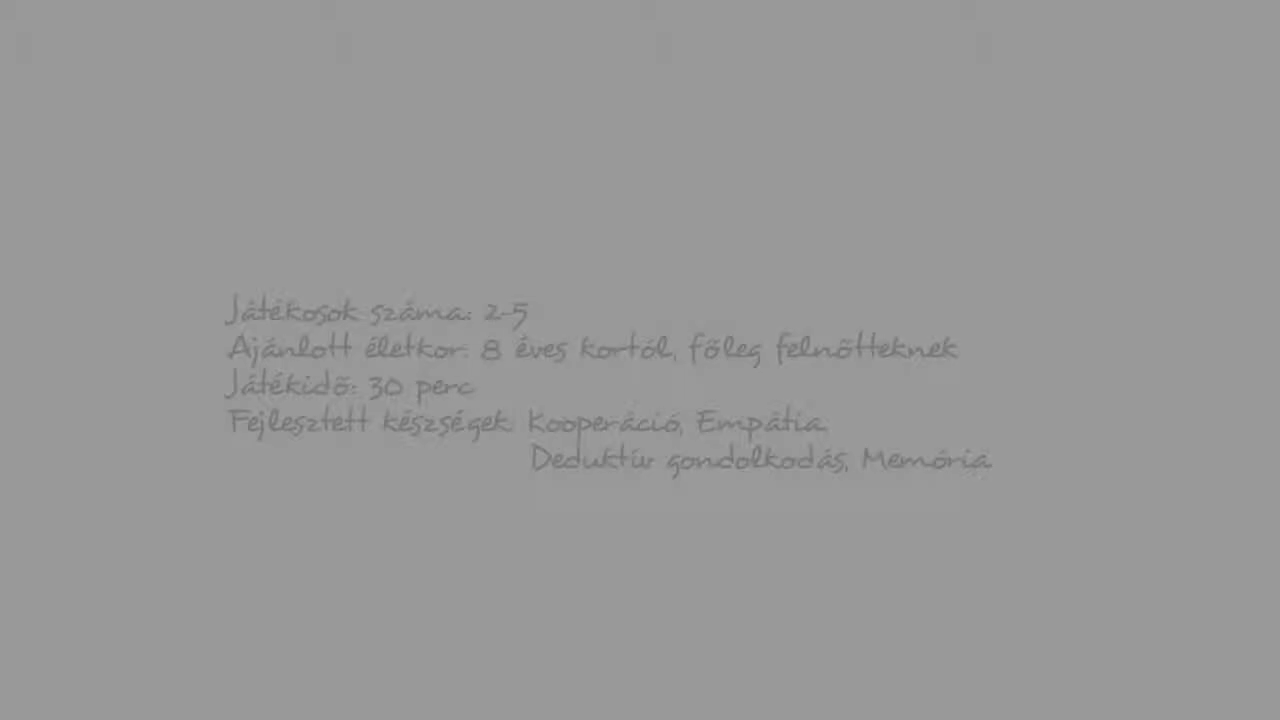 Játékosok száma: 2-5
Ajánlott életkor: 8 éves kortól, főleg felnőtteknek
Játékidő: 30 perc
Fejlesztett készségek: Kooperáció, Empátia
Deduktív gondolkodás, Memória